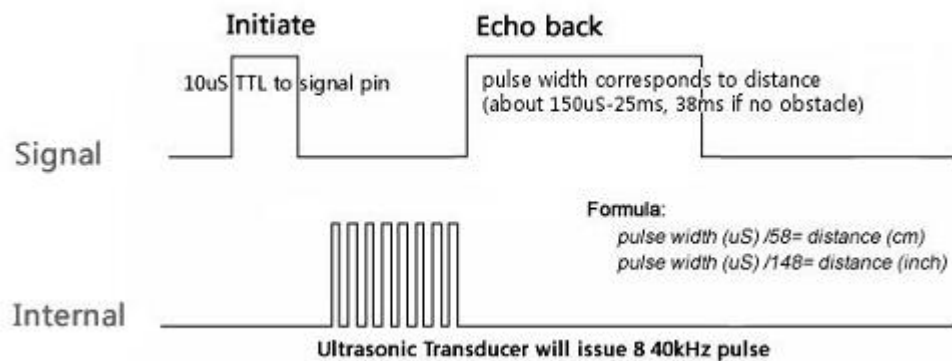 Initiate
Echo back
10uS TTL to signal pin
pulse width corresponds to distance
(about 150uS-25ms, 38ms if no obstacle)
Signal
Formula:
pulse width (uS) /58= distance (cm)
pulse width (uS) /148= distance (inch)
Internal
Ultrasonic Transducer will issue 8 40kHz pulse